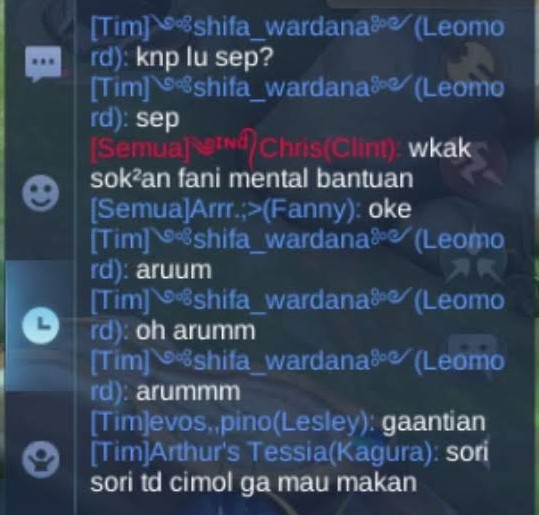 [Tim]༺shifa_wardana༻(Leomo
rd): knp lu sep?
[Tim]༺shifa_wardana༻(Leomo
rd): sep
[Semua]༺ᴵᴺᵈ᭄Chris(Clint): wkak
sok²an fani mental bantuan
[Semua]Arrr.;>(Fanny): oke
[Tim]༺shifa_wardana༻(Leomo
rd): aruum
[Tim]༺shifa_wardana༻(Leomo
rd): oh arumm
[Tim]༺shifa_wardana༻(Leomo
rd): arummm
[Tim]evos,,pino(Lesley): gaantian
[Tim]Arthur's Tessia(Kagura): sori
sori td cimol ga mau makan